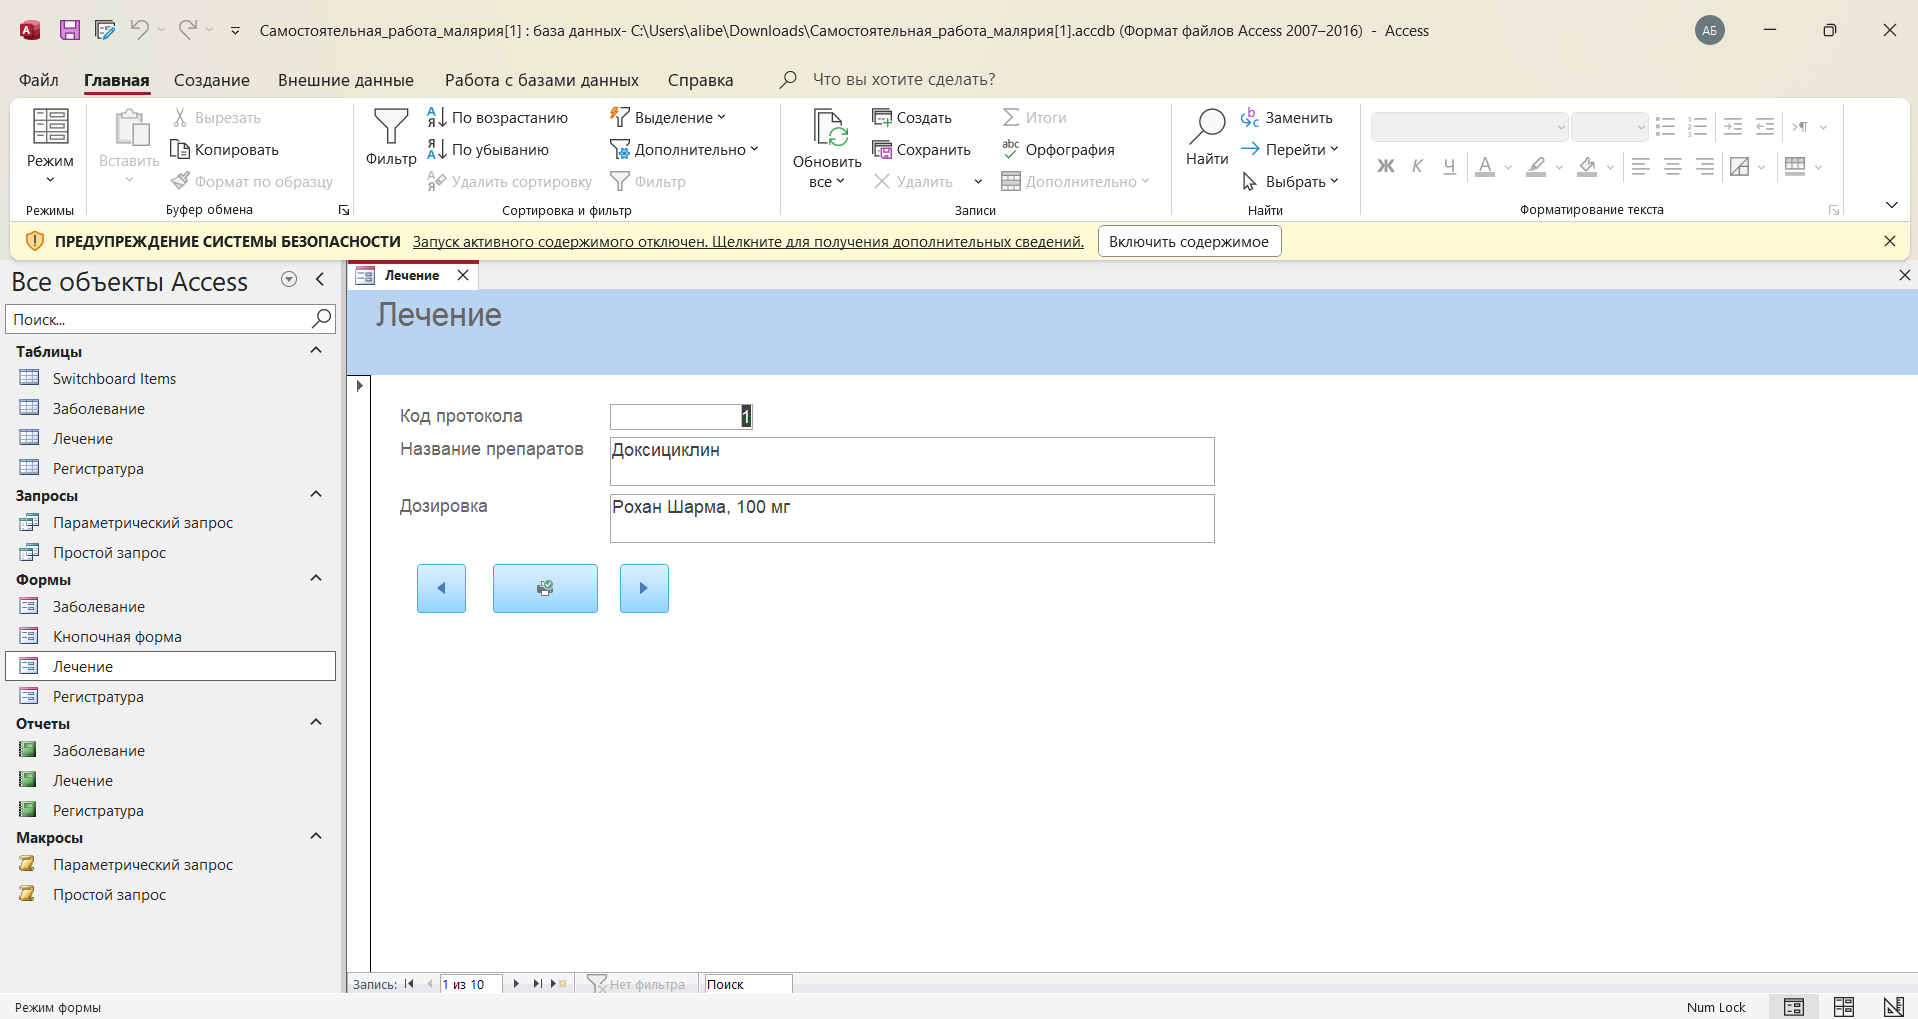 Самостоятельная_работа_малярия[1] : база данных- C:\Users\alibe\Downloads\Самостоятельная_работа_малярия[1].accdb (Формат файлов Access 2007–2016) - Access
АБ
Файл Главная Создание Внешние данные Работа с базами данных Справка Что вы хотите сделать?
Режим
Режимы
Вставить
Вырезать
Копировать
Формат по образцу
Буфер обмена
Фильтр
По возрастанию
По убыванию
Удалить сортировку
Выделение
Дополнительно
Фильтр
Сортировка и фильтр
Обновить
все
Создать
Сохранить
Удалить
Итоги
Орфография
Дополнительно
Записи
Найти
Заменить
Перейти
Выбрать
Найти
Ж К Ч
Форматирование текста
ПРЕДУПРЕЖДЕНИЕ СИСТЕМЫ БЕЗОПАСНОСТИ Запуск активного содержимого отключен. Щелкните для получения дополнительных сведений. Включить содержимое
Все объекты Access
Поиск...
Таблицы
Switchboard Items
Заболевание
Лечение
Регистратура
Запросы
Параметрический запрос
Простой запрос
Формы
Заболевание
Кнопочная форма
Лечение
Регистратура
Отчеты
Заболевание
Лечение
Регистратура
Макросы
Параметрический запрос
Простой запрос
Лечение
Лечение
Код протокола 1
Название препаратов Доксициклин
Дозировка Рохан Шарма, 100 мг
Запись: 1 из 10 Нет фильтра Поиск
Режим формы Num Lock